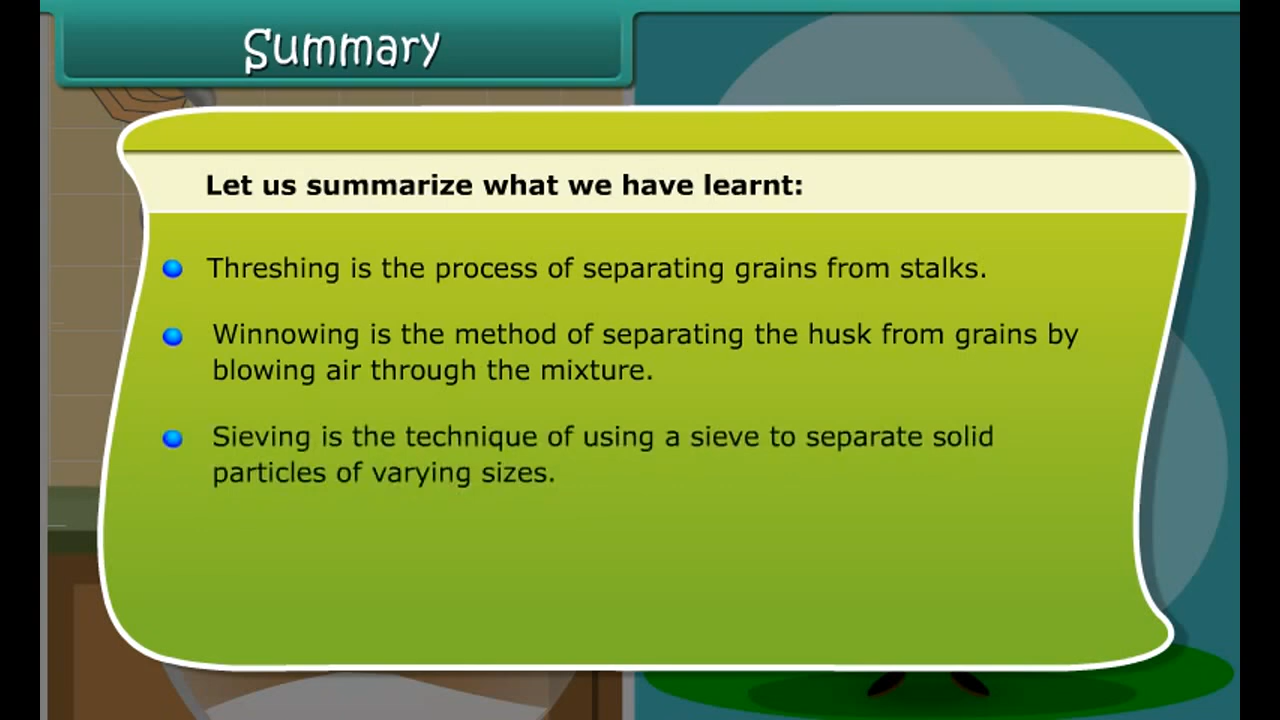 Summary
Let us summarize what we have learnt:
Threshing is the process of separating grains from stalks.
Winnowing is the method of separating the husk from grains by
blowing air through the mixture.
Sieving is the technique of using a sieve to separate solid
particles of varying sizes.